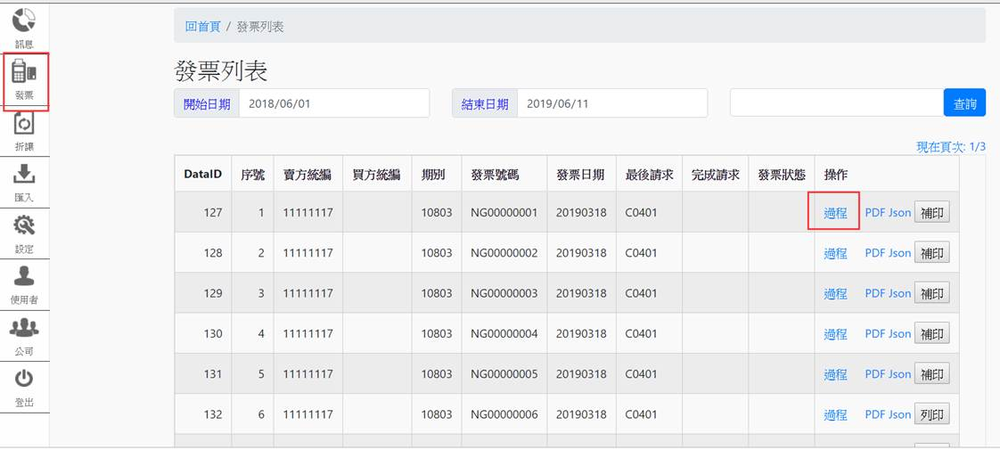 訊息
發票
折讓
匯入
設定
使用者
公司
登出
回首頁 / 發票列表
發票列表
開始日期 2018/06/01 結束日期 2019/06/11 查詢
現在頁次: 1/3
DataID 序號 賣方統編 買方統編 期別 發票號碼 發票日期 最後請求 完成請求 發票狀態 操作
127 1 11111117 10803 NG00000001 20190318 C0401 過程 PDF Json 補印
128 2 11111117 10803 NG00000002 20190318 C0401 過程 PDF Json 補印
129 3 11111117 10803 NG00000003 20190318 C0401 過程 PDF Json 補印
130 4 11111117 10803 NG00000004 20190318 C0401 過程 PDF Json 補印
131 5 11111117 10803 NG00000005 20190318 C0401 過程 PDF Json 補印
132 6 11111117 10803 NG00000006 20190318 C0401 過程 PDF Json 列印